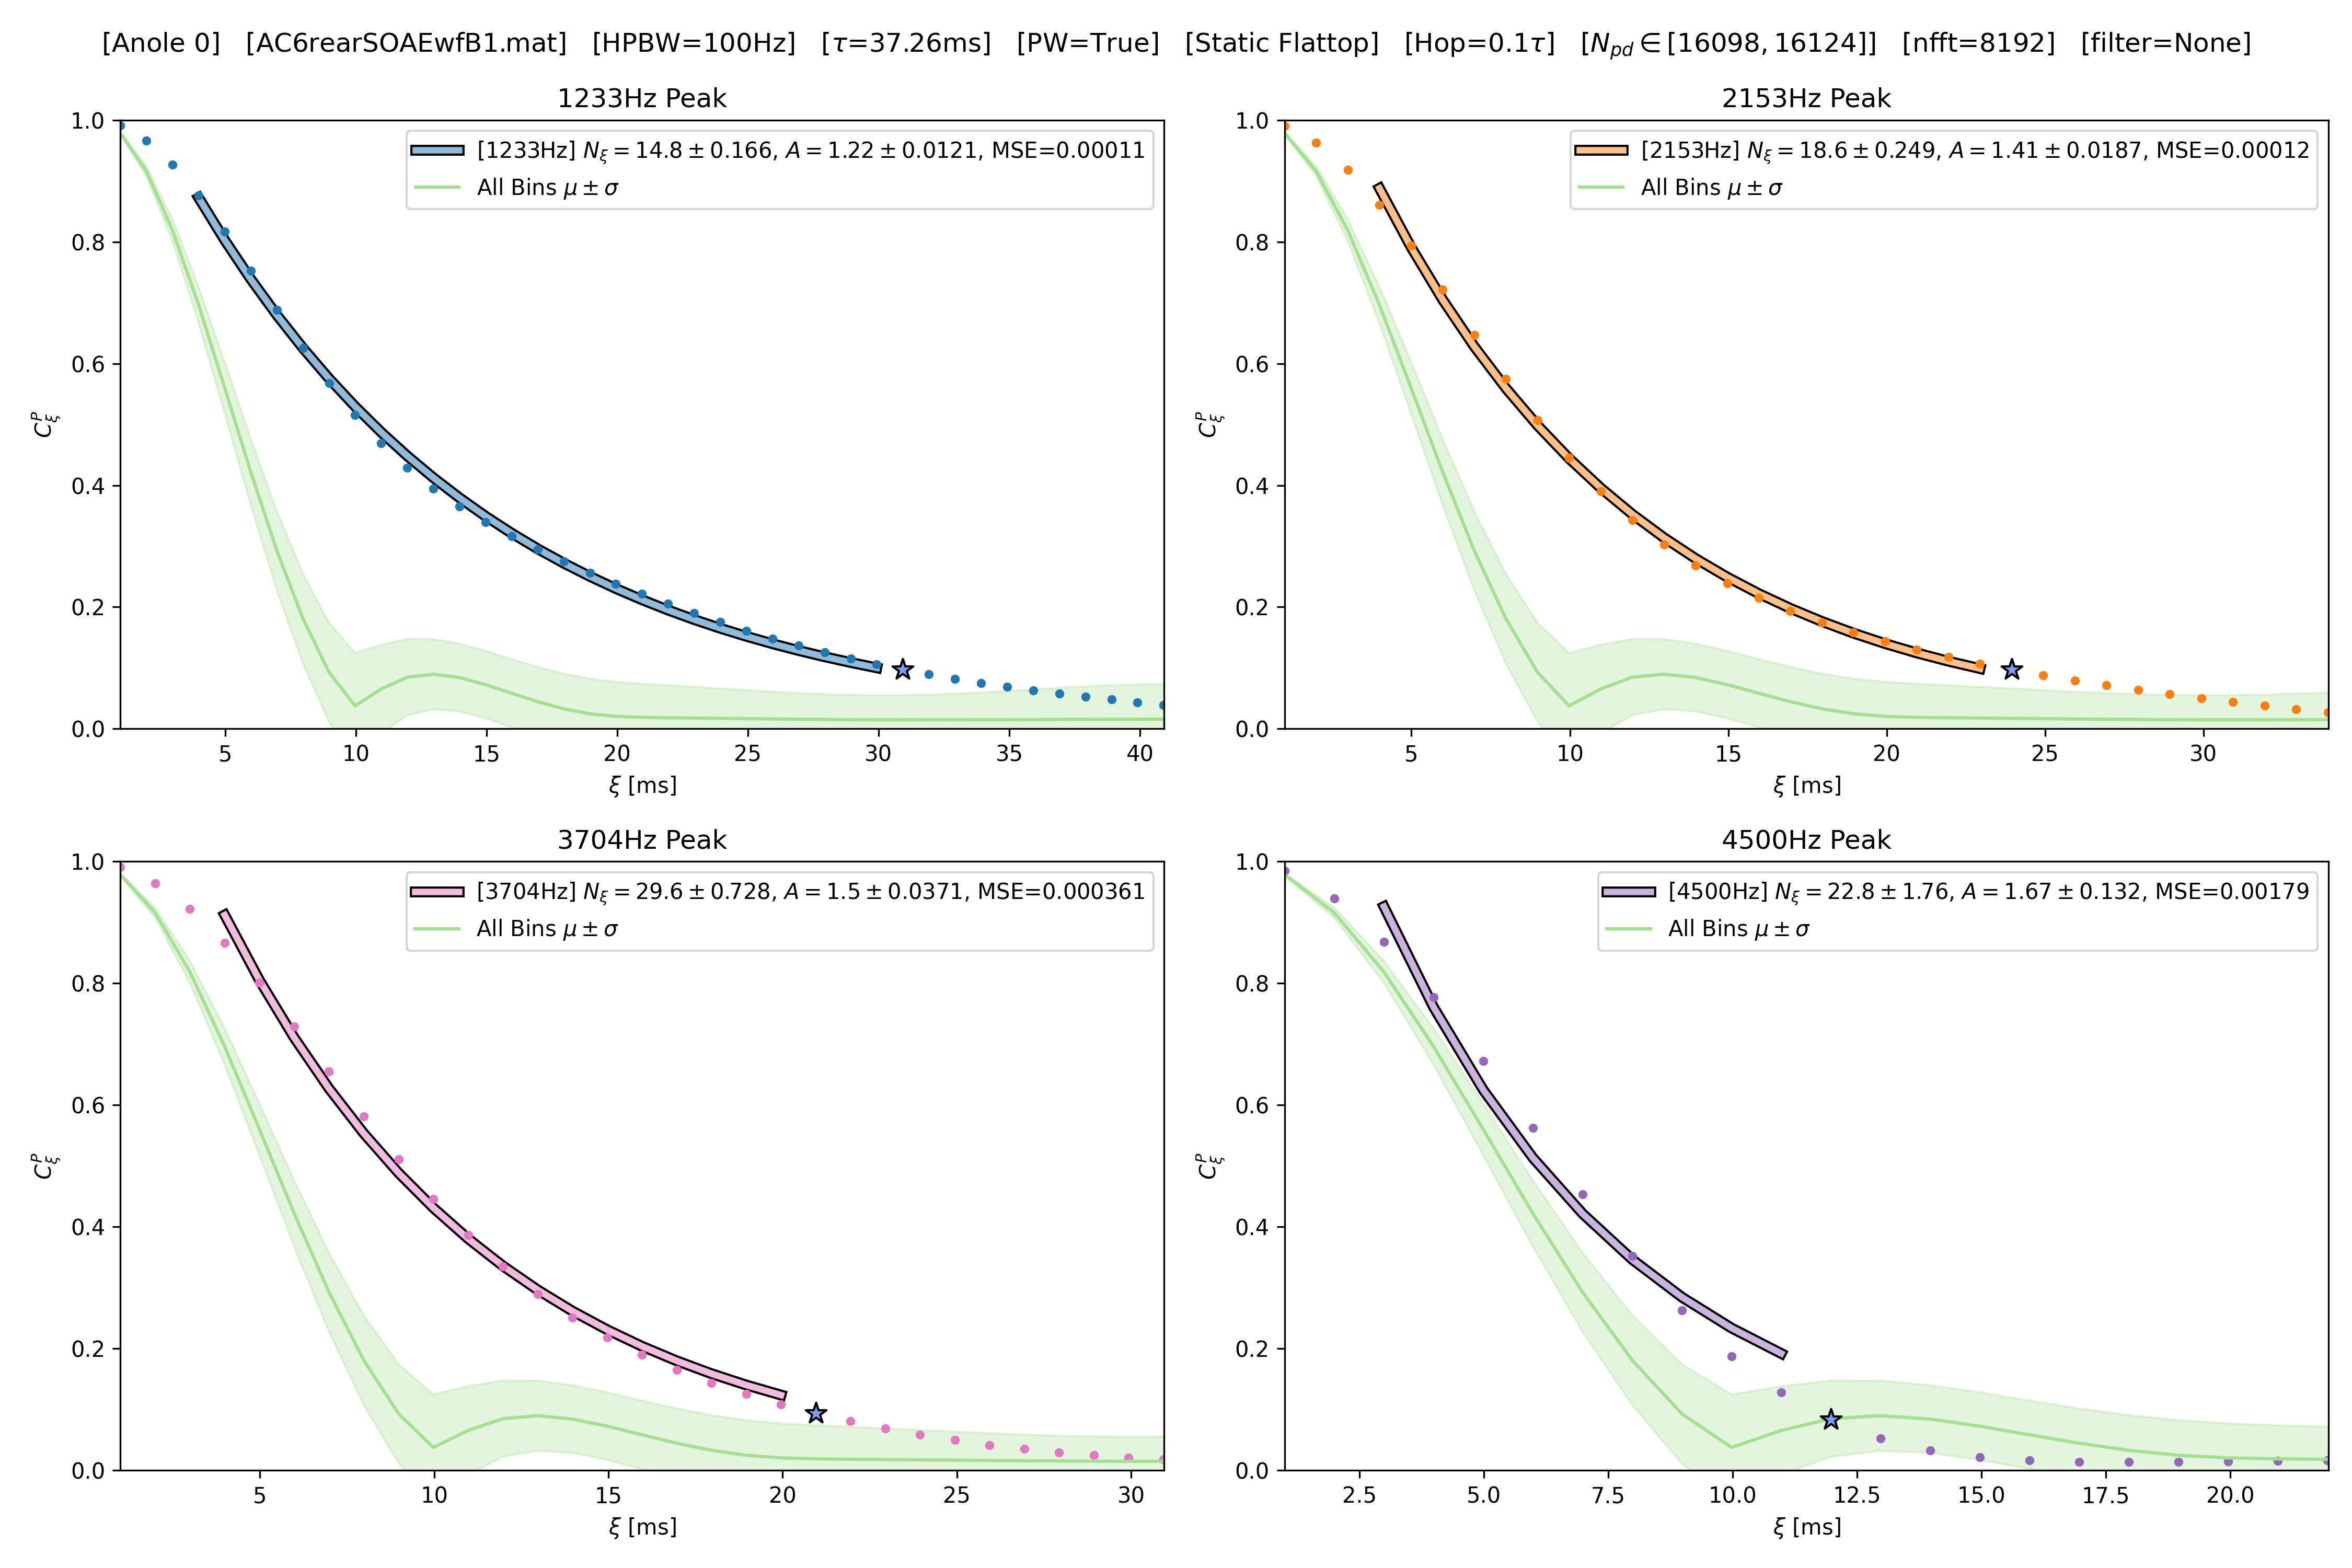 [Anole 0] [AC6rearSOAEwfB1.mat] [HPBW=100Hz] [τ=37.26ms] [PW=True] [Static Flattop] [Hop=0.1τ] [N_pd ∈ [16098, 16124]] [nfft=8192] [filter=None]
1233Hz Peak
[1233Hz] N_ξ = 14.8 ± 0.166, A = 1.22 ± 0.0121, MSE=0.00011
All Bins μ ± σ
1.0
0.8
0.6
0.4
0.2
0.0
C_ξ^P
5 10 15 20 25 30 35 40
ξ [ms]
2153Hz Peak
[2153Hz] N_ξ = 18.6 ± 0.249, A = 1.41 ± 0.0187, MSE=0.00012
All Bins μ ± σ
1.0
0.8
0.6
0.4
0.2
0.0
C_ξ^P
5 10 15 20 25 30
ξ [ms]
3704Hz Peak
[3704Hz] N_ξ = 29.6 ± 0.728, A = 1.5 ± 0.0371, MSE=0.000361
All Bins μ ± σ
1.0
0.8
0.6
0.4
0.2
0.0
C_ξ^P
5 10 15 20 25 30
ξ [ms]
4500Hz Peak
[4500Hz] N_ξ = 22.8 ± 1.76, A = 1.67 ± 0.132, MSE=0.00179
All Bins μ ± σ
1.0
0.8
0.6
0.4
0.2
0.0
C_ξ^P
2.5 5.0 7.5 10.0 12.5 15.0 17.5 20.0
ξ [ms]